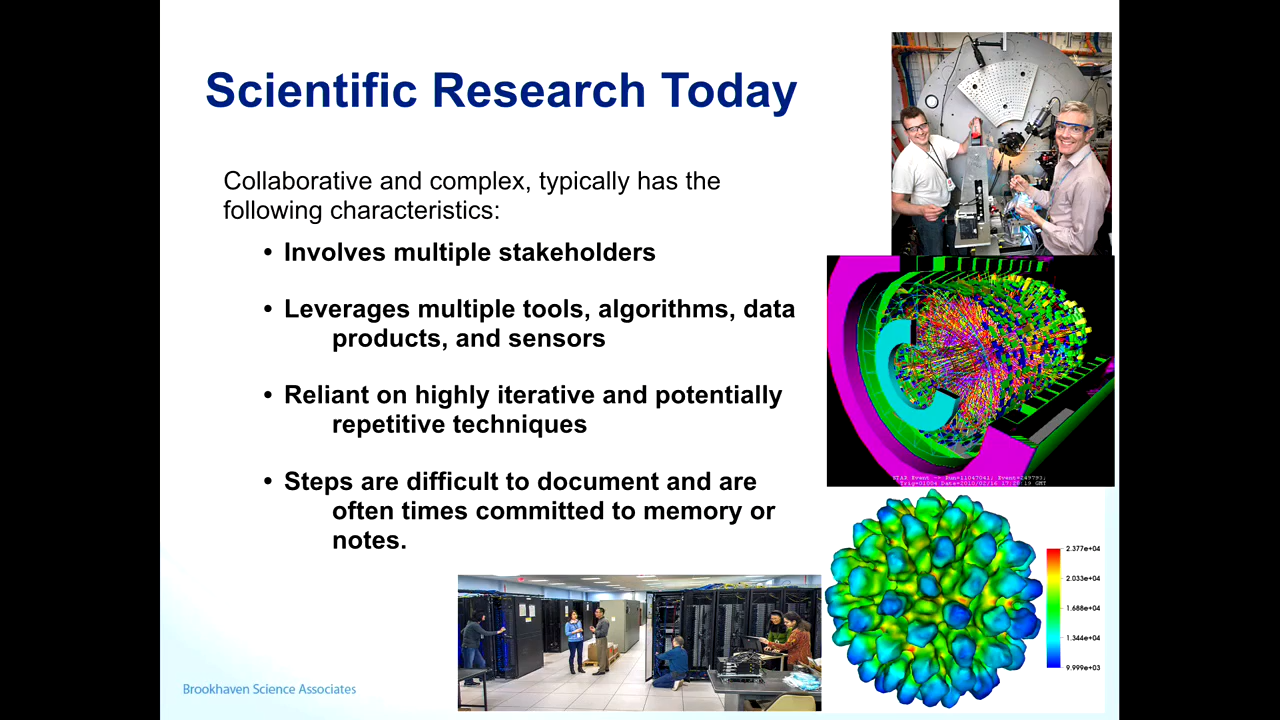 Scientific Research Today
Collaborative and complex, typically has the
following characteristics:
• Involves multiple stakeholders
• Leverages multiple tools, algorithms, data
products, and sensors
• Reliant on highly iterative and potentially
repetitive techniques
• Steps are difficult to document and are
often times committed to memory or
notes.
2.377e+04
2.033e+04
1.688e+04
1.344e+04
9.999e+03
Brookhaven Science Associates